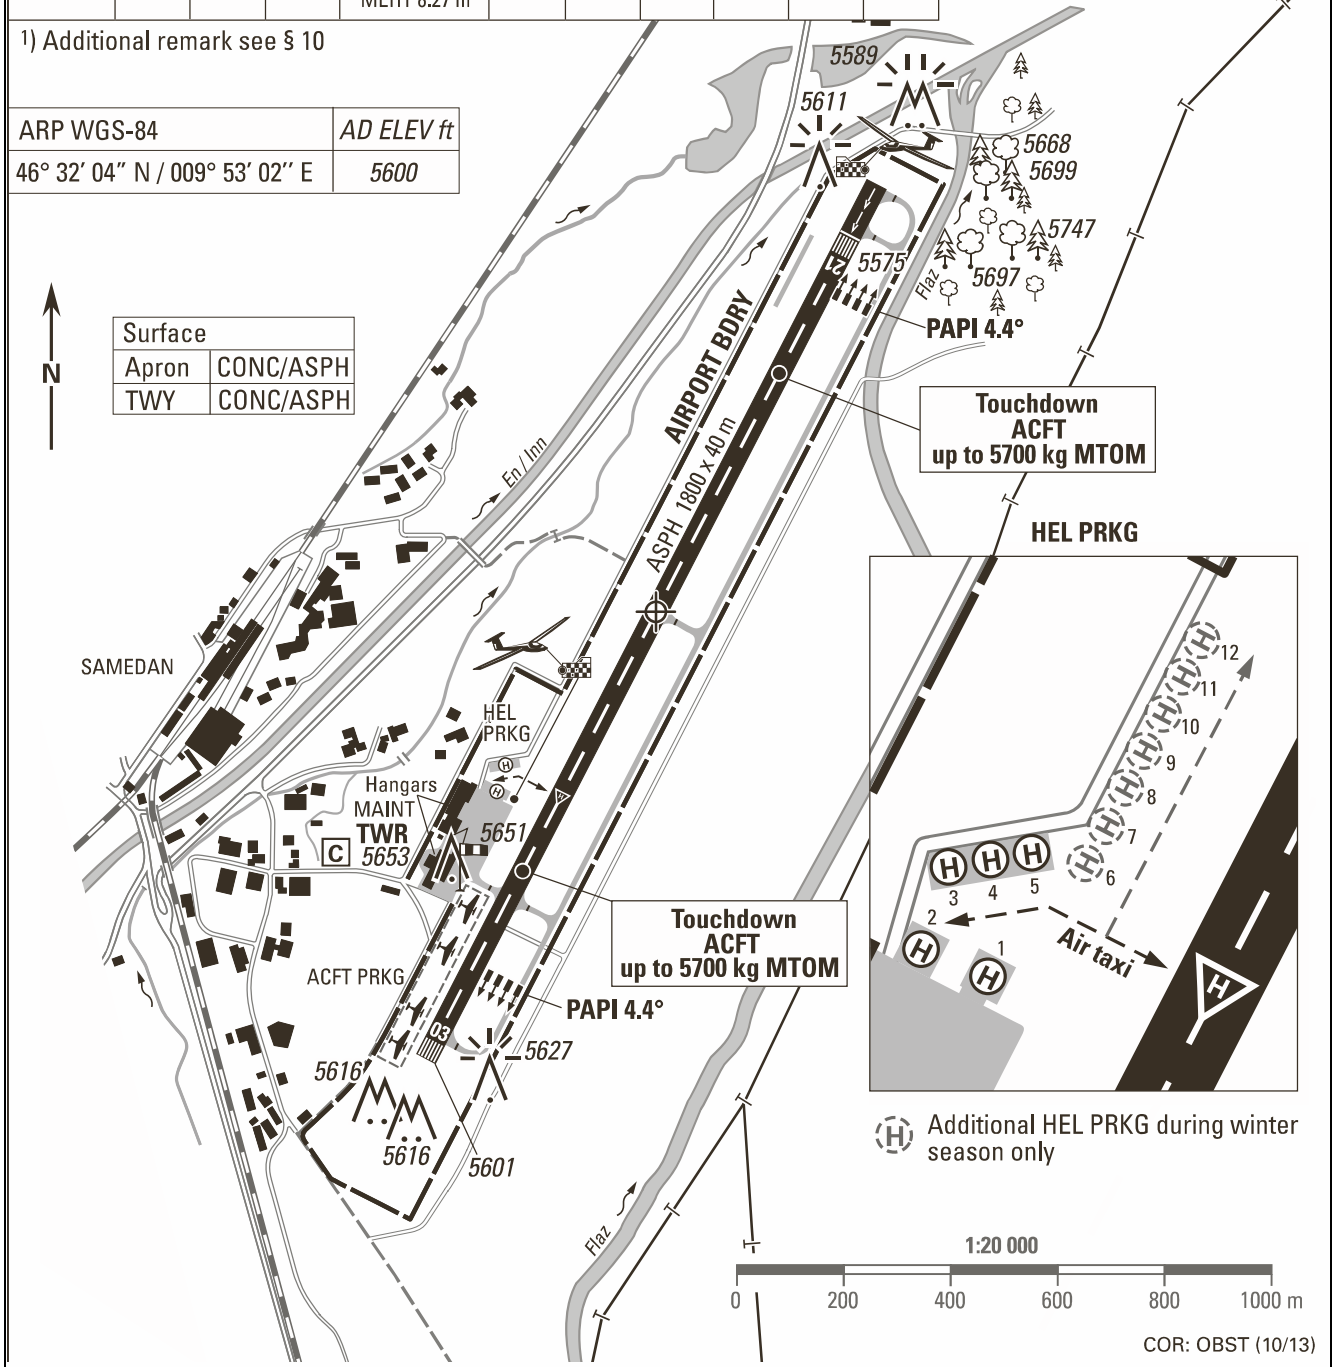 MEHT 8.27 m
1) Additional remark see § 10
ARP WGS-84
AD ELEV ft
46° 32′ 04″ N / 009° 53′ 02″ E
5600
N
Surface
Apron
CONC/ASPH
TWY
CONC/ASPH
5589
5611
5668
5699
5747
5697
5575
21
Flaz
PAPI 4.4°
AIRPORT BDRY
ASPH 1800 x 40 m
En / Inn
Touchdown
ACFT
up to 5700 kg MTOM
SAMEDAN
HEL
PRKG
H
H
H
Hangars
MAINT
TWR
5653
5651
C
Touchdown
ACFT
up to 5700 kg MTOM
ACFT PRKG
PAPI 4.4°
03
5627
5616
5616
5601
Flaz
HEL PRKG
H 12
H 11
H 10
H 9
H 8
H 7
H 6
H 3
H 4
H 5
H 2
H 1
Air taxi
H
H Additional HEL PRKG during winter
season only
1:20 000
0 200 400 600 800 1000 m
COR: OBST (10/13)